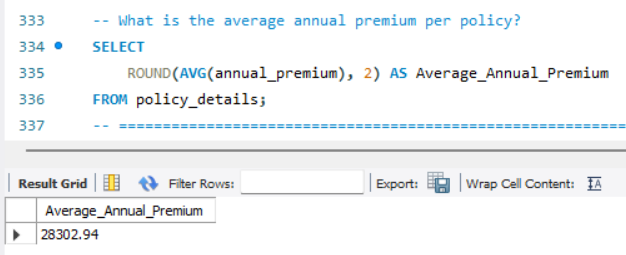 333 -- What is the average annual premium per policy?
334 SELECT
335 ROUND(AVG(annual_premium), 2) AS Average_Annual_Premium
336 FROM policy_details;
337 -- ==========================================================
Result Grid Filter Rows: Export: Wrap Cell Content: IA
Average_Annual_Premium
28302.94